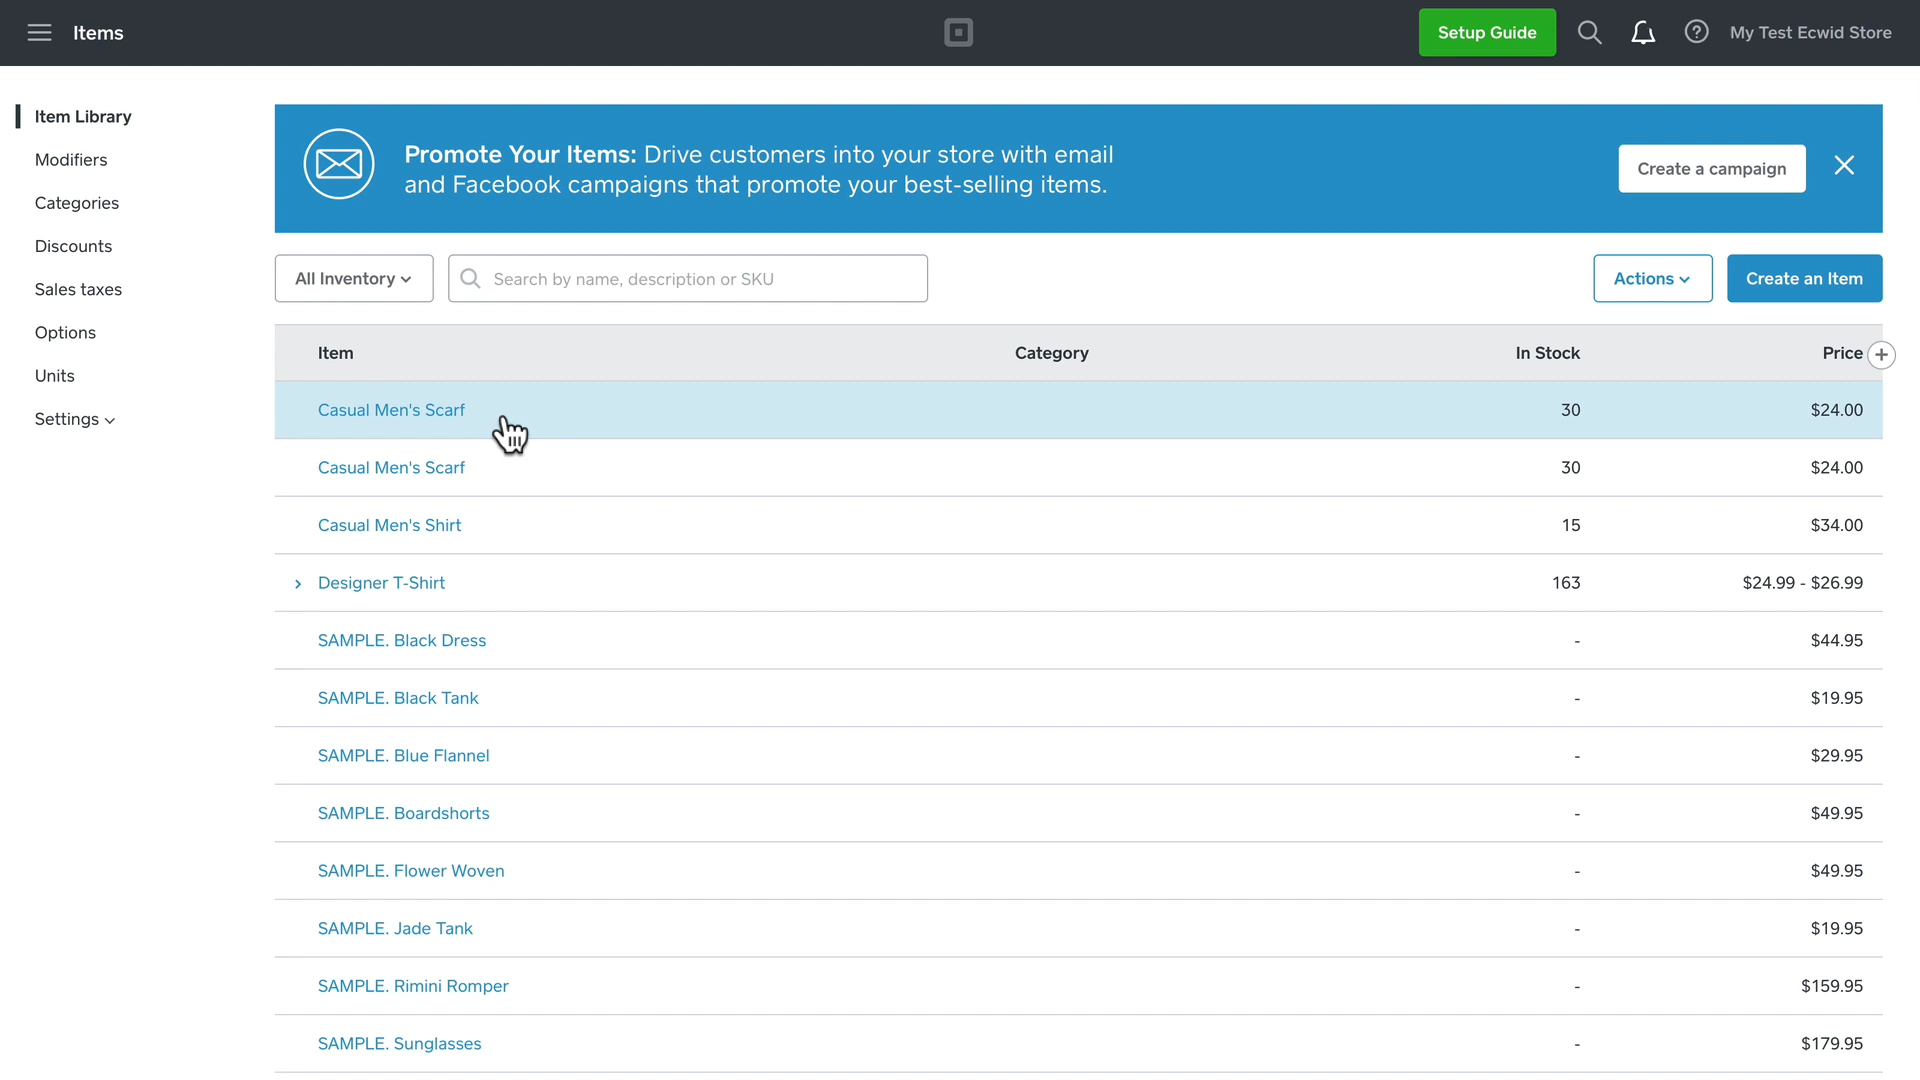 Items
Setup Guide
My Test Ecwid Store
Item Library
Modifiers
Categories
Discounts
Sales taxes
Options
Units
Settings
Promote Your Items: Drive customers into your store with email
and Facebook campaigns that promote your best-selling items.
Create a campaign
All Inventory
Search by name, description or SKU
Actions
Create an Item
Item Category In Stock Price
Casual Men's Scarf 30 $24.00
Casual Men's Scarf 30 $24.00
Casual Men's Shirt 15 $34.00
Designer T-Shirt 163 $24.99 - $26.99
SAMPLE. Black Dress - $44.95
SAMPLE. Black Tank - $19.95
SAMPLE. Blue Flannel - $29.95
SAMPLE. Boardshorts - $49.95
SAMPLE. Flower Woven - $49.95
SAMPLE. Jade Tank - $19.95
SAMPLE. Rimini Romper - $159.95
SAMPLE. Sunglasses - $179.95